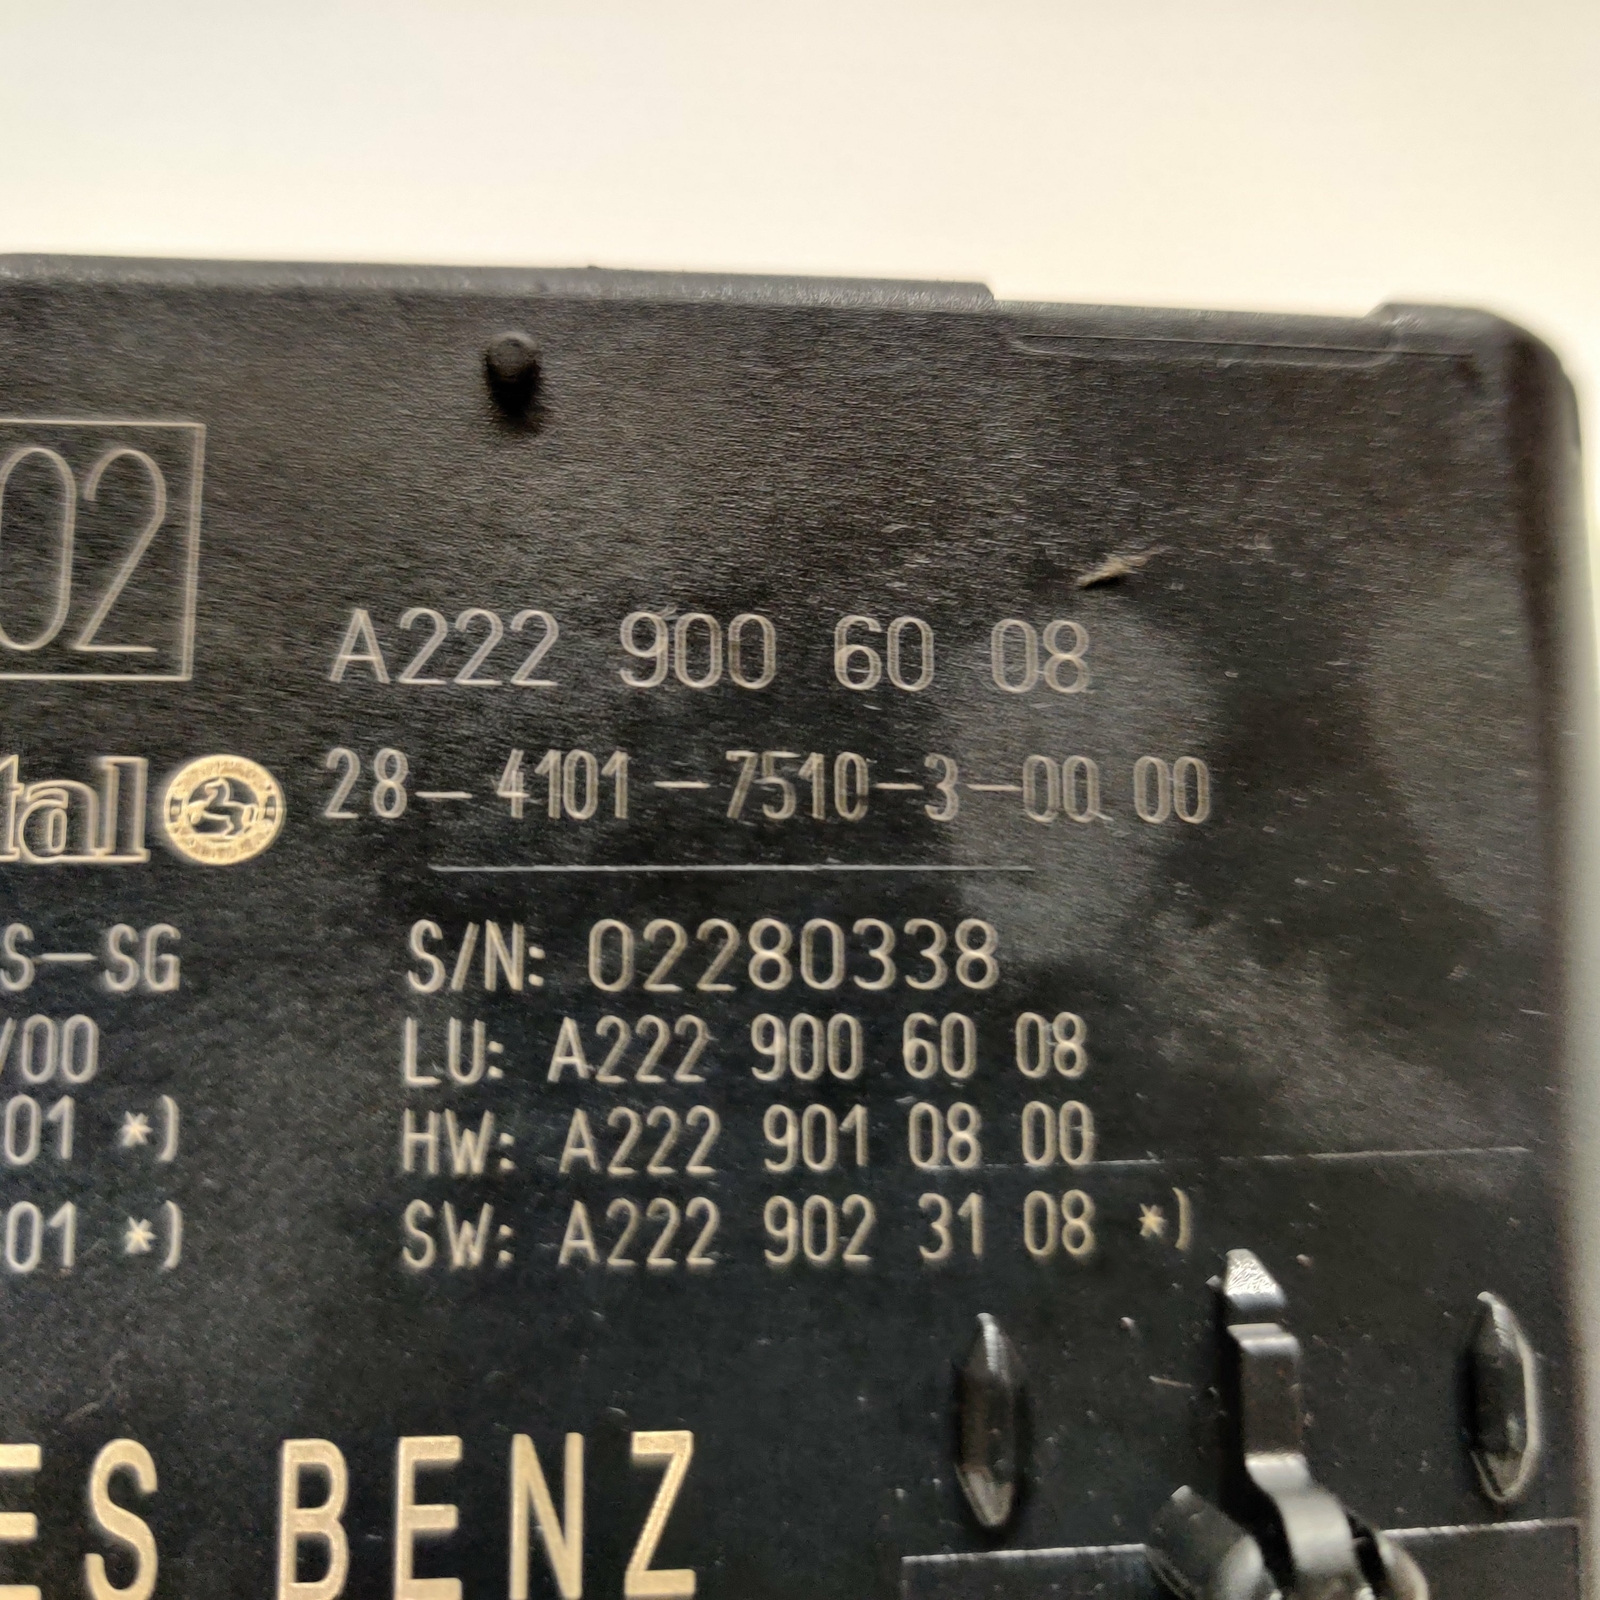 02
A222 900 60 08
tal 28-4101-7510-3-00 00
S-SG S/N: 02280338
/00 LU: A222 900 60 08
01 *) HW: A222 901 08 00
01 *) SW: A222 902 31 08 *)
ES BENZ